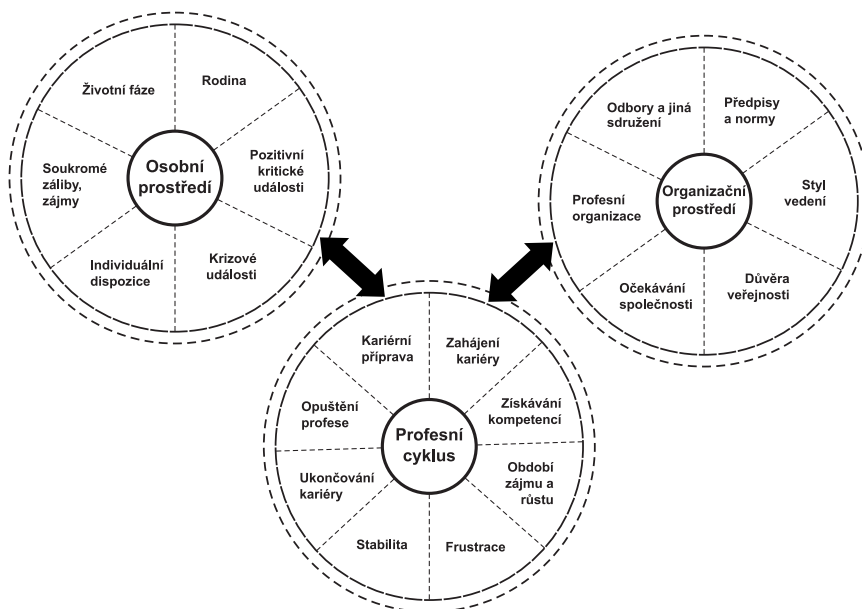 Životní fáze
Rodina
Soukromé
záliby,
zájmy
Osobní
prostředí
Pozitivní
kritické
události
Individuální
dispozice
Krizové
události
Odbory a jiná
sdružení
Předpisy
a normy
Profesní
organizace
Organizační
prostředí
Styl
vedení
Očekávání
společnosti
Důvěra
veřejnosti
Kariérní
příprava
Zahájení
kariéry
Opuštění
profese
Získávání
kompetencí
Profesní
cyklus
Ukončování
kariéry
Období
zájmu a
růstu
Stabilita
Frustrace